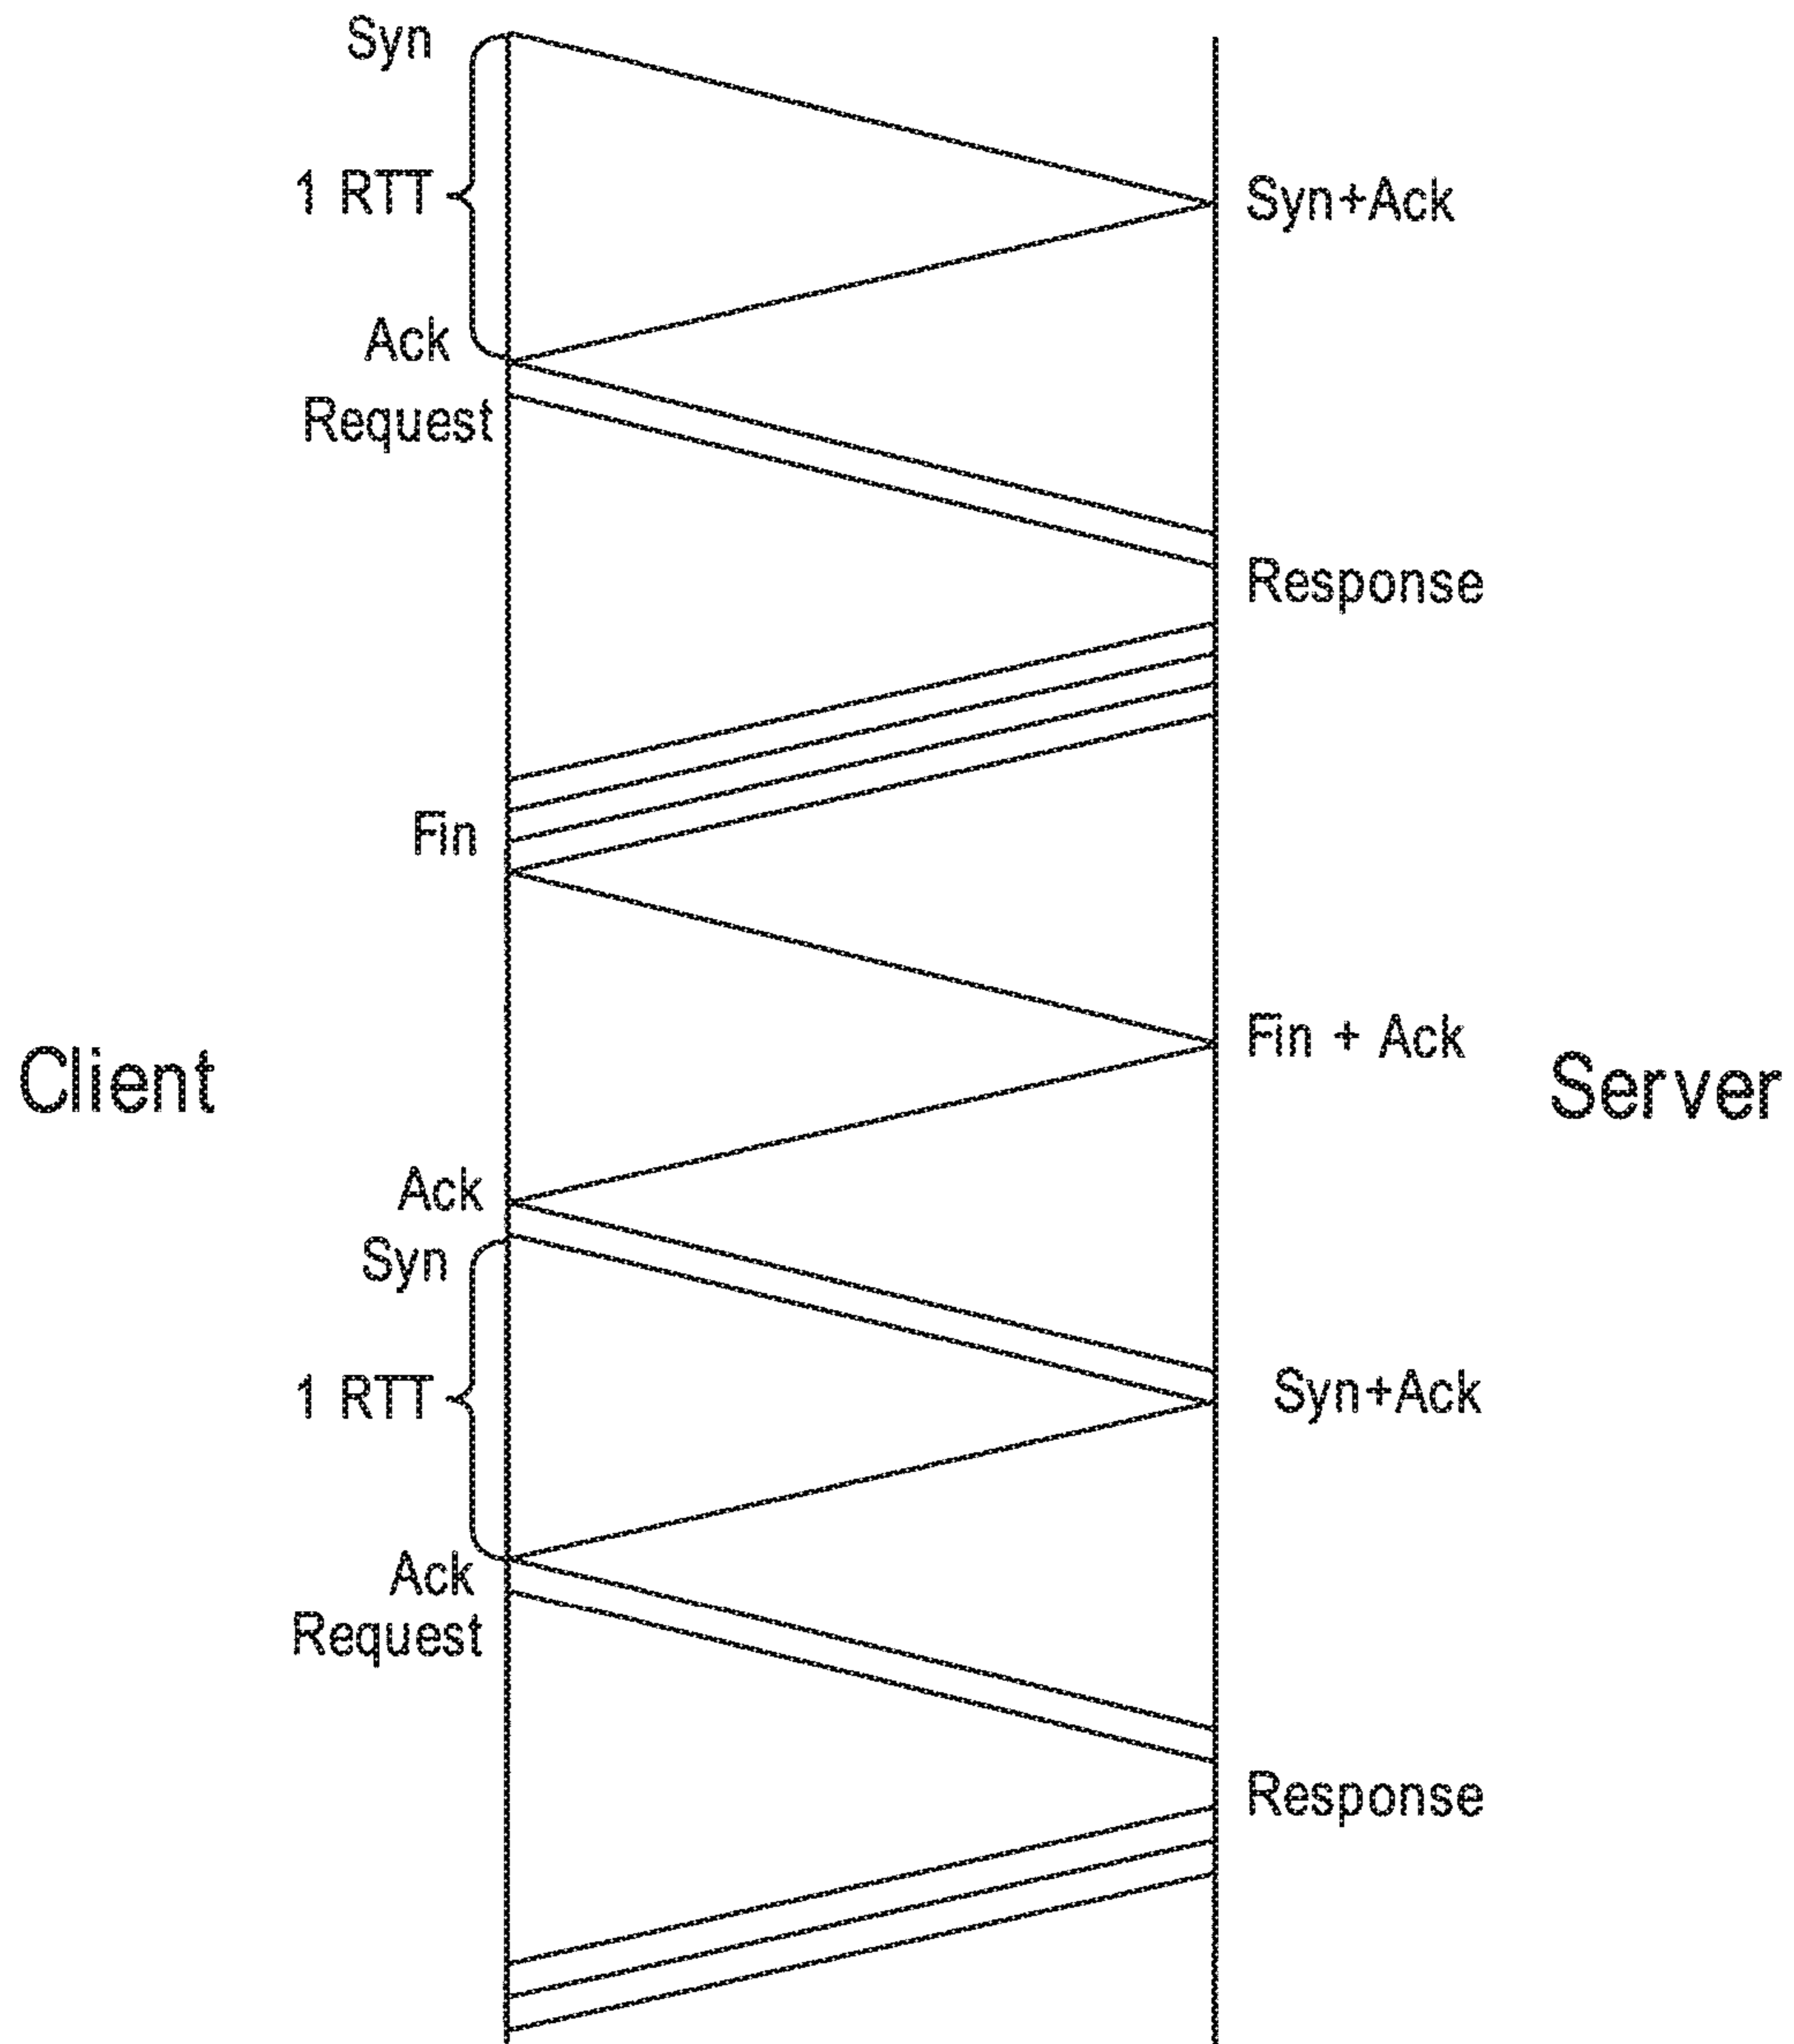 Syn
1 RTT
Syn+Ack
Ack
Request
Response
Fin
Fin + Ack
Client
Server
Ack
Syn
1 RTT
Syn+Ack
Ack
Request
Response